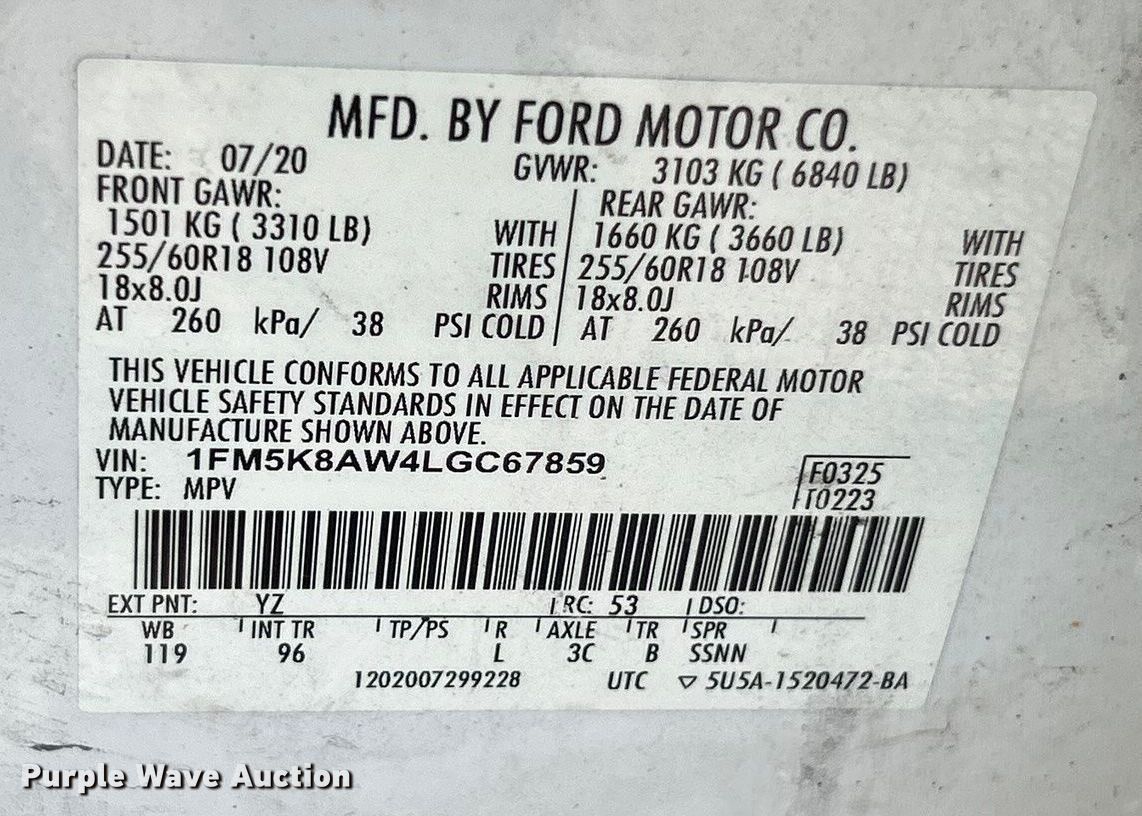 MFD. BY FORD MOTOR CO.
DATE: 07/20 GVWR: 3103 KG ( 6840 LB)
FRONT GAWR: REAR GAWR:
1501 KG ( 3310 LB) WITH 1660 KG ( 3660 LB) WITH
255/60R18 108V TIRES 255/60R18 108V TIRES
18x8.0J RIMS 18x8.0J RIMS
AT 260 kPa/ 38 PSI COLD AT 260 kPa/ 38 PSI COLD
THIS VEHICLE CONFORMS TO ALL APPLICABLE FEDERAL MOTOR
VEHICLE SAFETY STANDARDS IN EFFECT ON THE DATE OF
MANUFACTURE SHOWN ABOVE.
VIN: 1FM5K8AW4LGC67859 F0325
TYPE: MPV T0223
EXT PNT: YZ RC: 53 DSO:
WB INT TR TP/PS R AXLE TR SPR
119 96 L 3C B SSNN
1202007299228 UTC ▽ 5U5A-1520472-BA
Purple Wave Auction